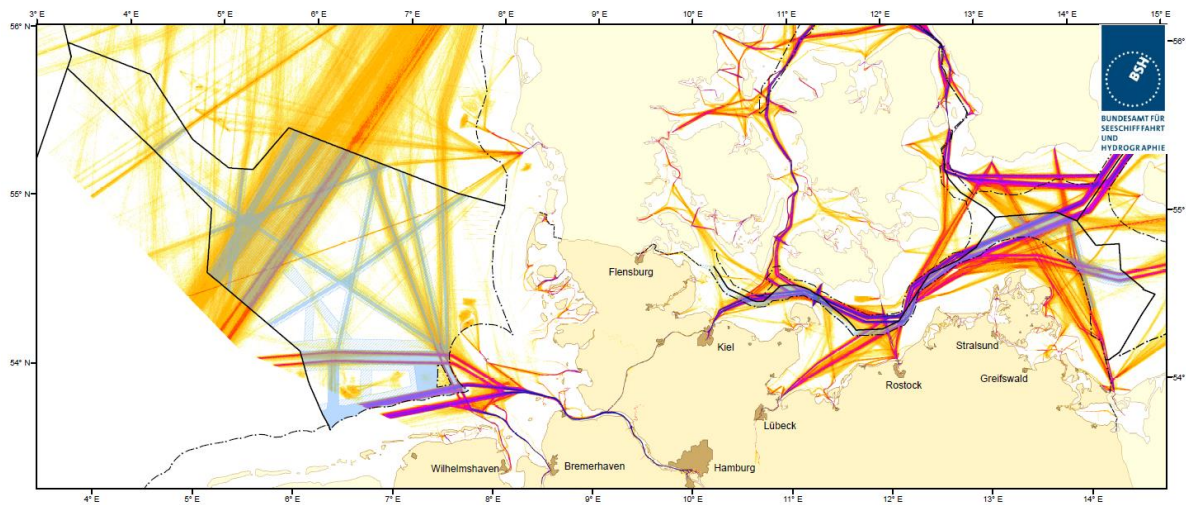 3° E 4° E 5° E 6° E 7° E 8° E 9° E 10° E 11° E 12° E 13° E 14° E 15° E
56° N
56° N
BSH
BUNDESAMT FÜR
SEESCHIFFFAHRT
UND
HYDROGRAPHIE
55° N
55° N
Flensburg
54° N
Kiel
Stralsund
54° N
Rostock
Greifswald
Lübeck
Wilhelmshaven
Bremerhaven
Hamburg
4° E 5° E 6° E 7° E 8° E 9° E 10° E 11° E 12° E 13° E 14° E